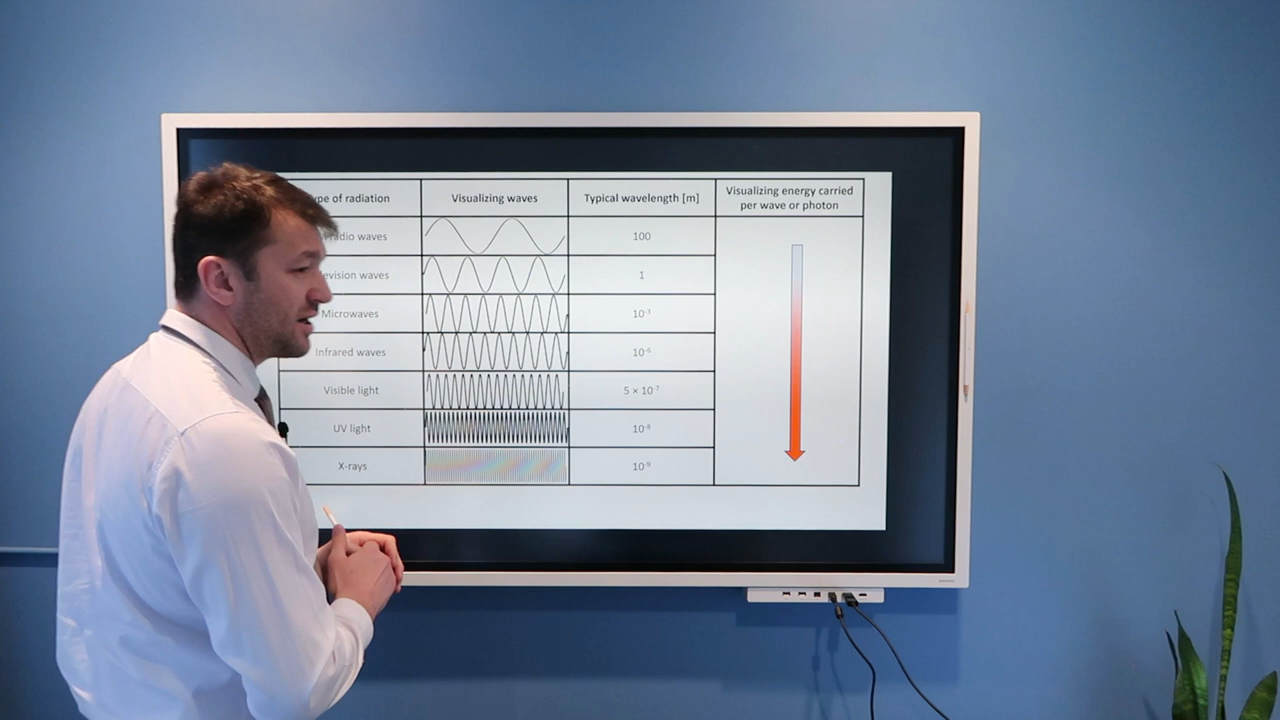 ype of radiation Visualizing waves Typical wavelength [m] Visualizing energy carried
per wave or photon
adio waves 100
evision waves 1
Microwaves 10⁻³
Infrared waves 10⁻⁶
Visible light 5 × 10⁻⁷
UV light 10⁻⁸
X-rays 10⁻⁹